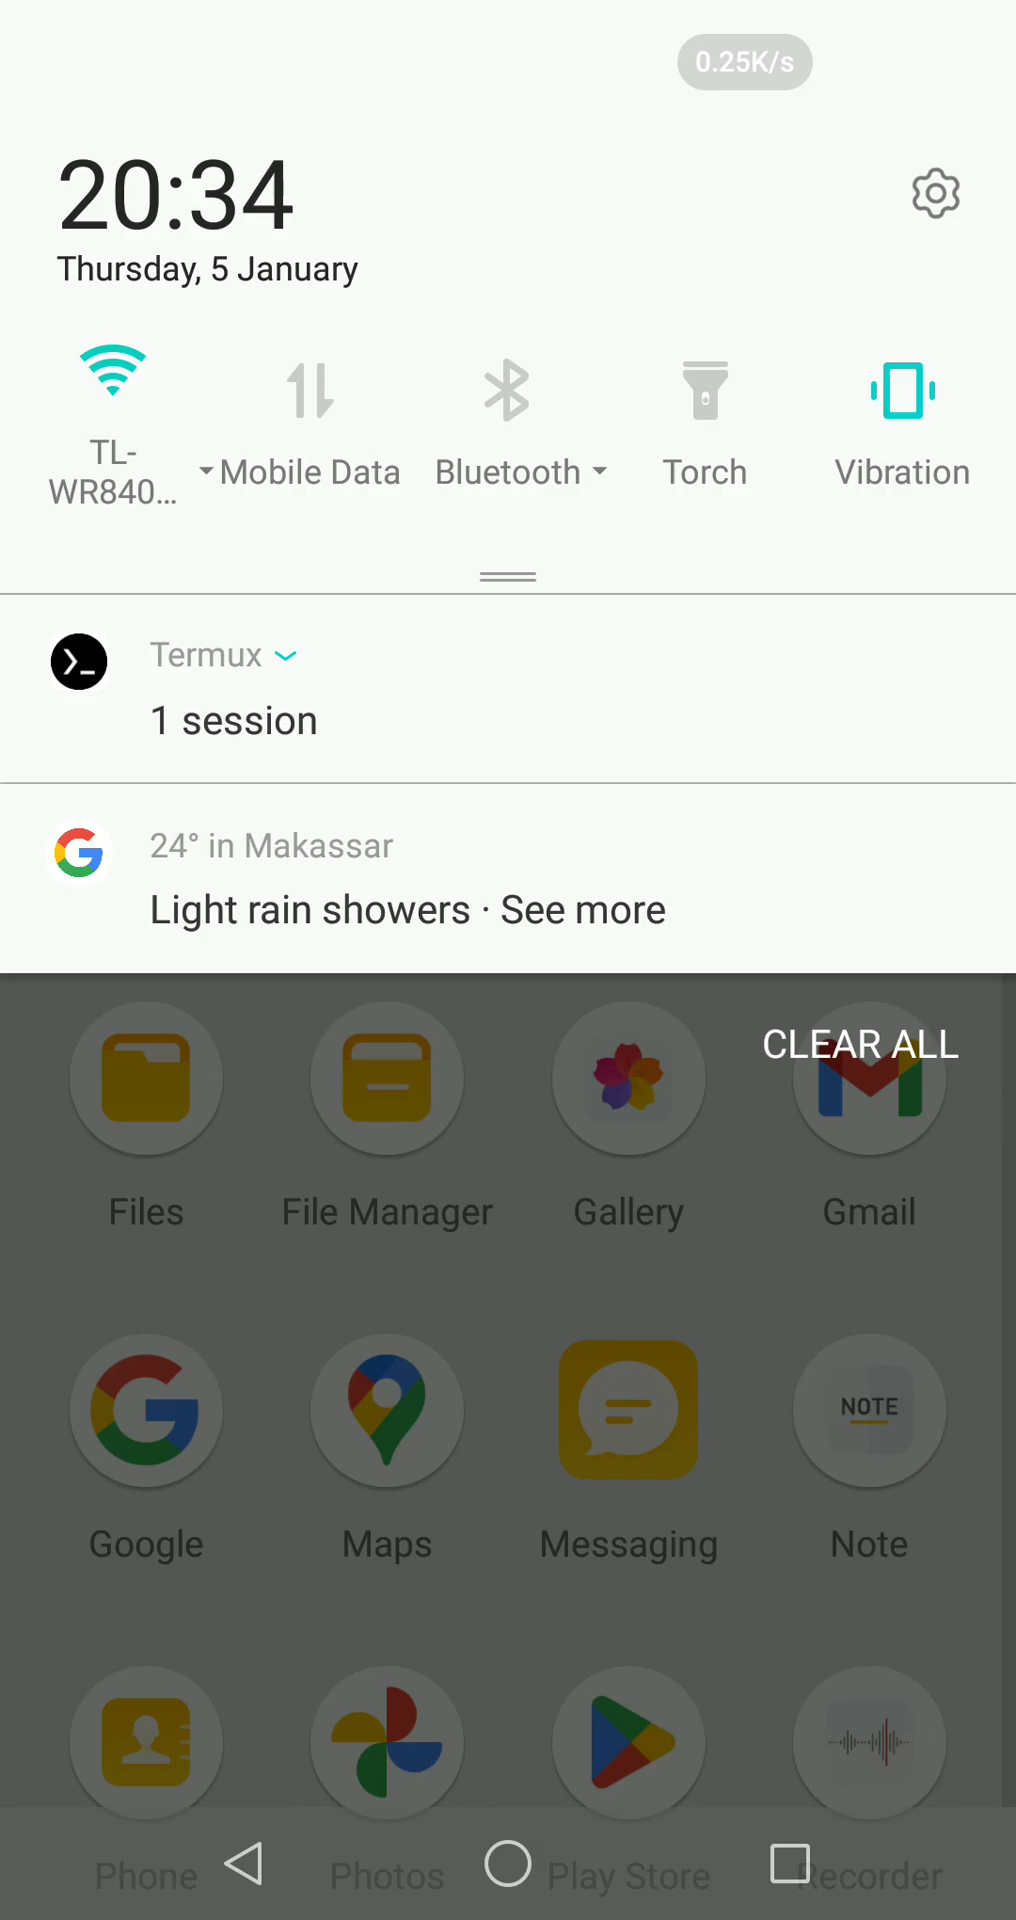 0.25K/s
20:34
Thursday, 5 January
TL-
WR840...
Mobile Data
Bluetooth
Torch
Vibration
Termux
1 session
24° in Makassar
Light rain showers · See more
CLEAR ALL
Files
File Manager
Gallery
Gmail
NOTE
Google
Maps
Messaging
Note
Phone
Photos
Play Store
Recorder